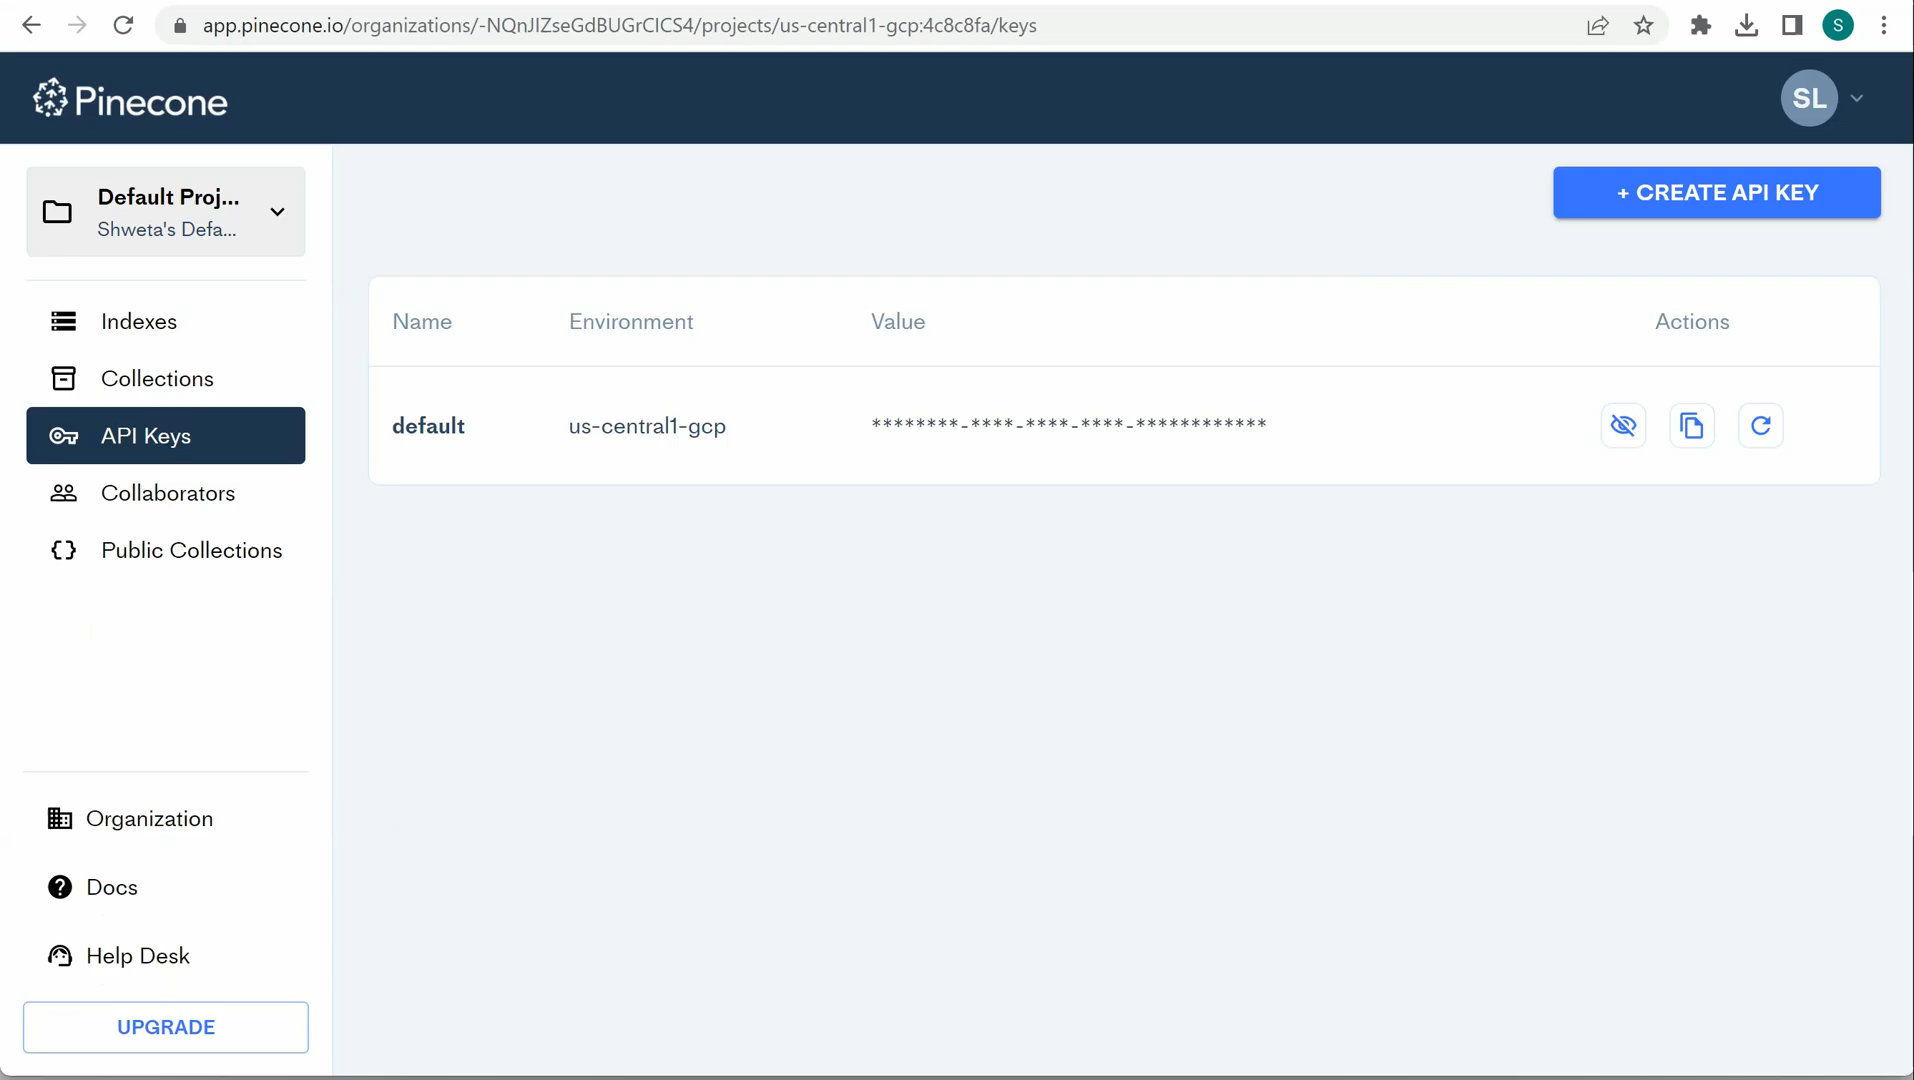 app.pinecone.io/organizations/-NQnJIZseGdBUGrCICS4/projects/us-central1-gcp:4c8c8fa/keys
S
Pinecone
SL
Default Proj...
Shweta's Defa...
+ CREATE API KEY
Indexes
Collections
API Keys
Collaborators
Public Collections
Name Environment Value Actions
default us-central1-gcp ********-****-****-****-************
Organization
Docs
Help Desk
UPGRADE